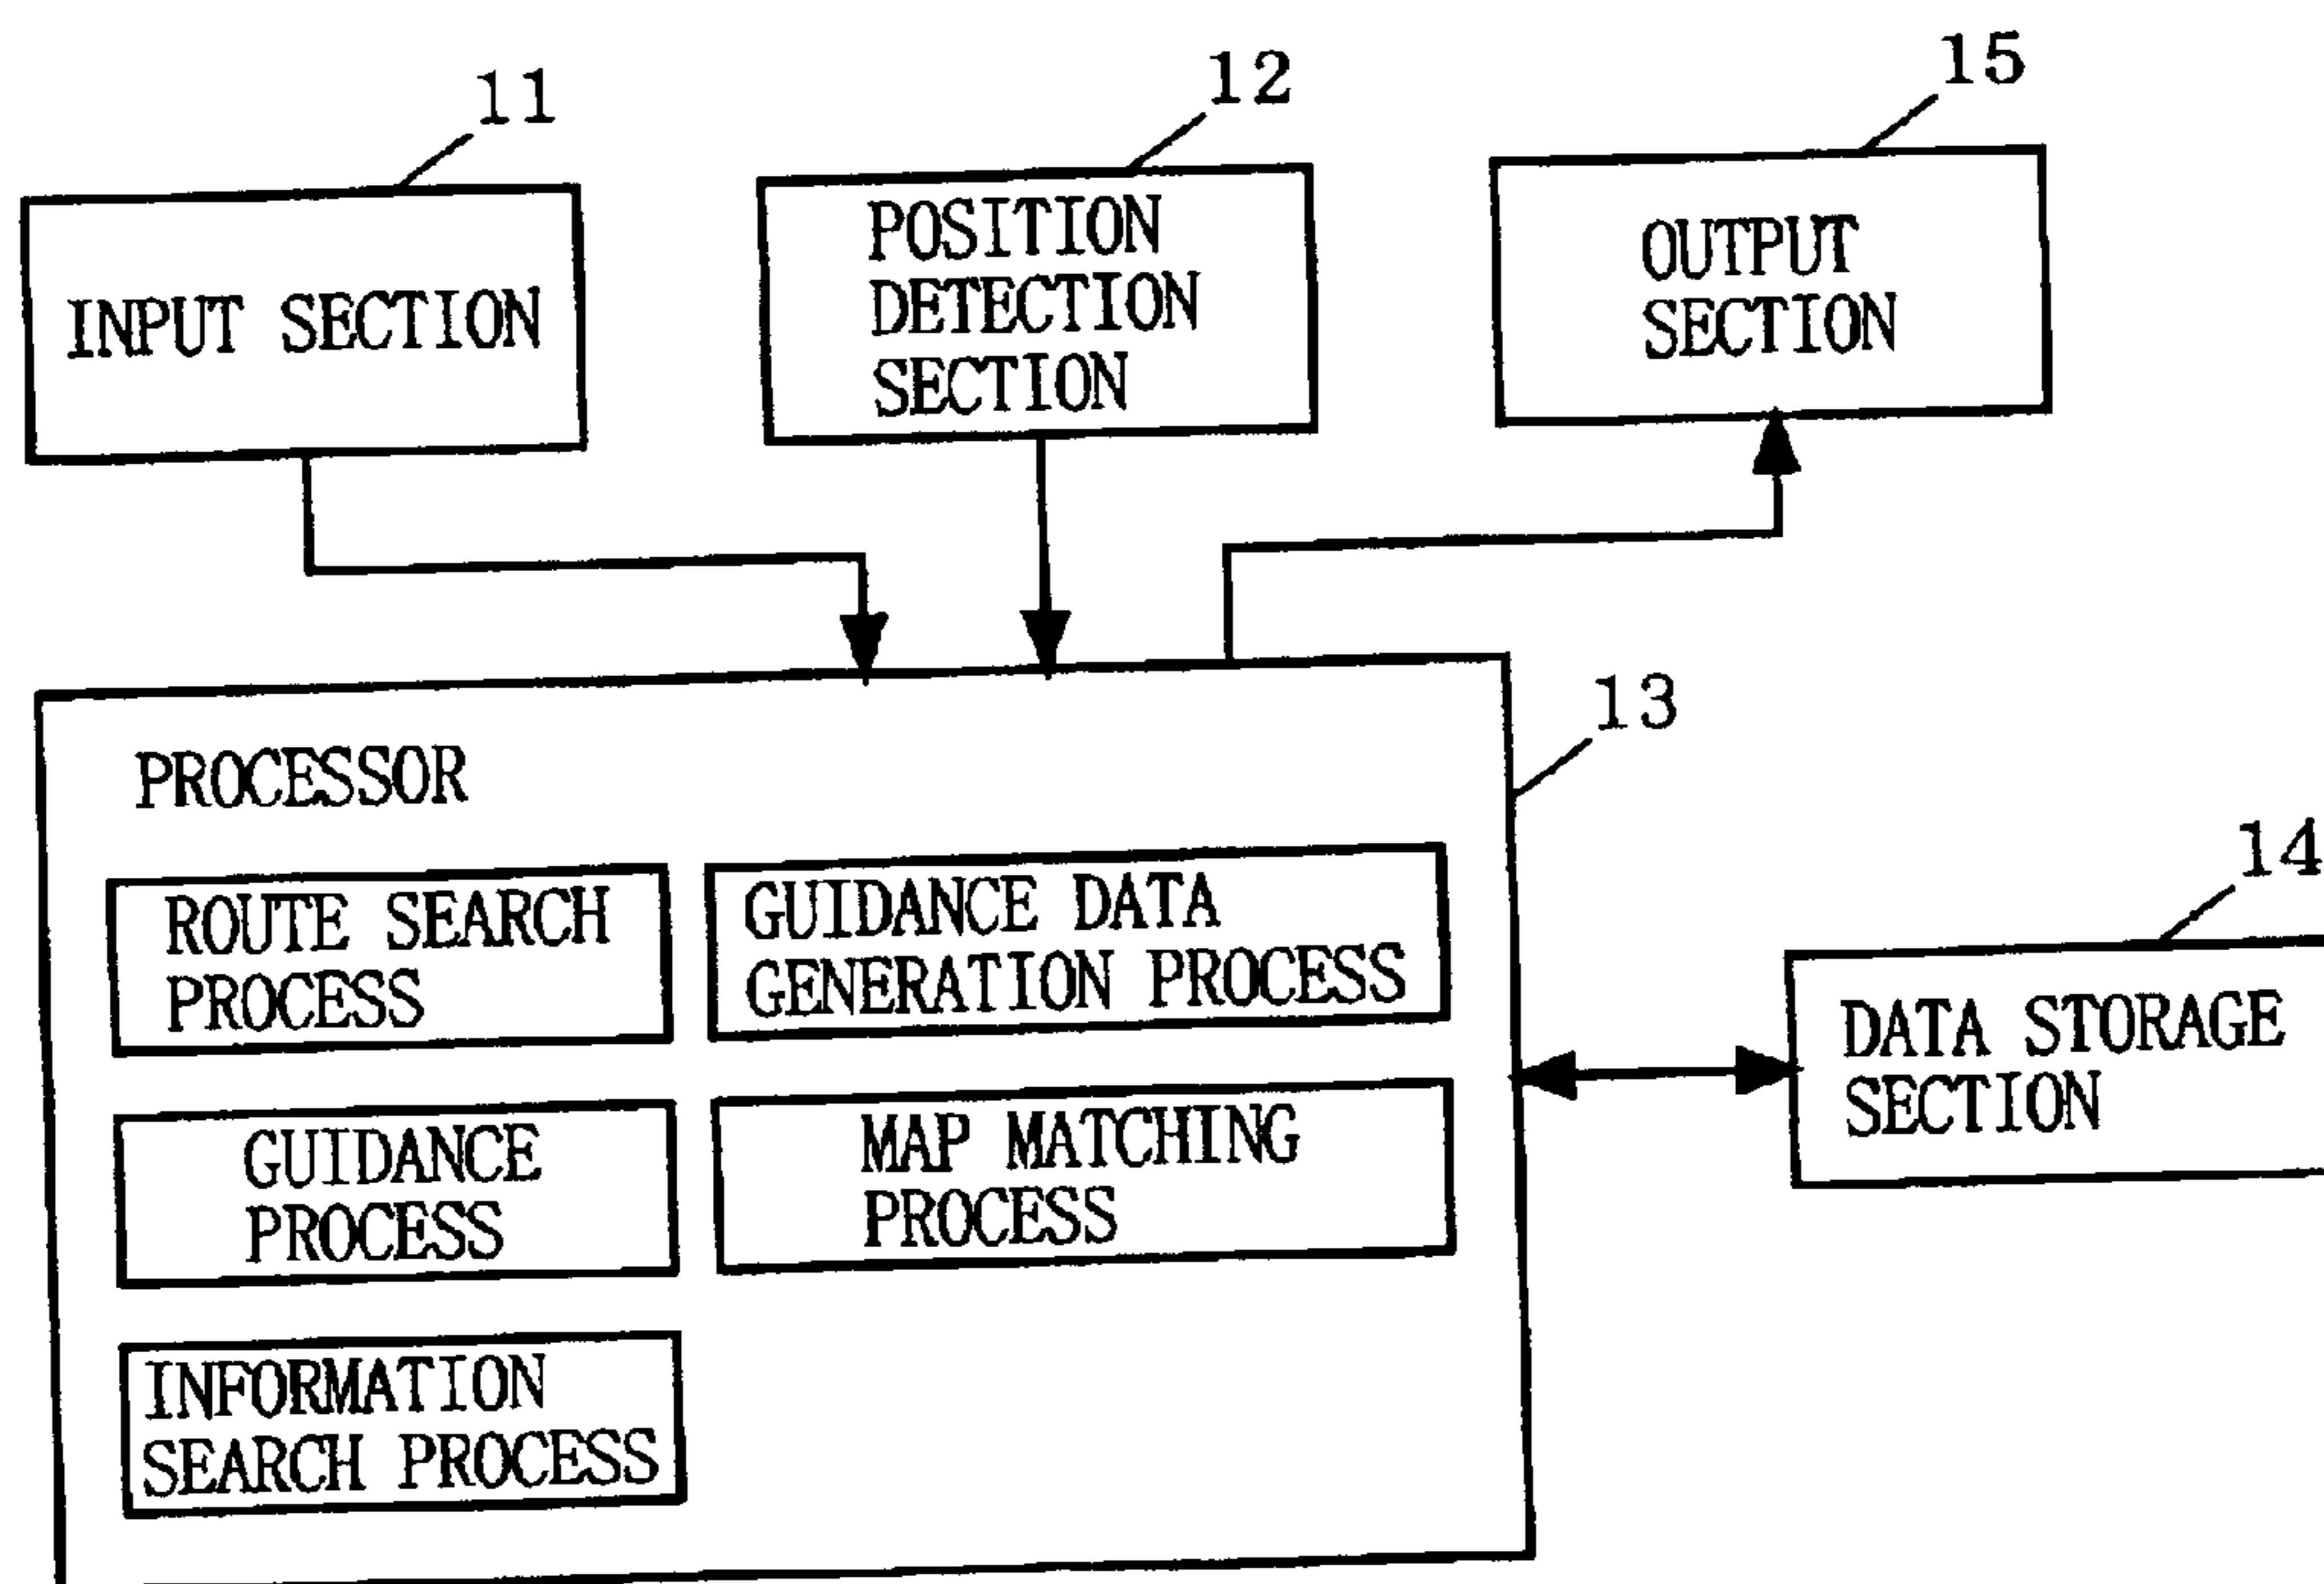 11
12
15
INPUT SECTION
POSITION
DETECTION
SECTION
OUTPUT
SECTION
13
PROCESSOR
14
ROUTE SEARCH
PROCESS
GUIDANCE DATA
GENERATION PROCESS
DATA STORAGE
SECTION
GUIDANCE
PROCESS
MAP MATCHING
PROCESS
INFORMATION
SEARCH PROCESS